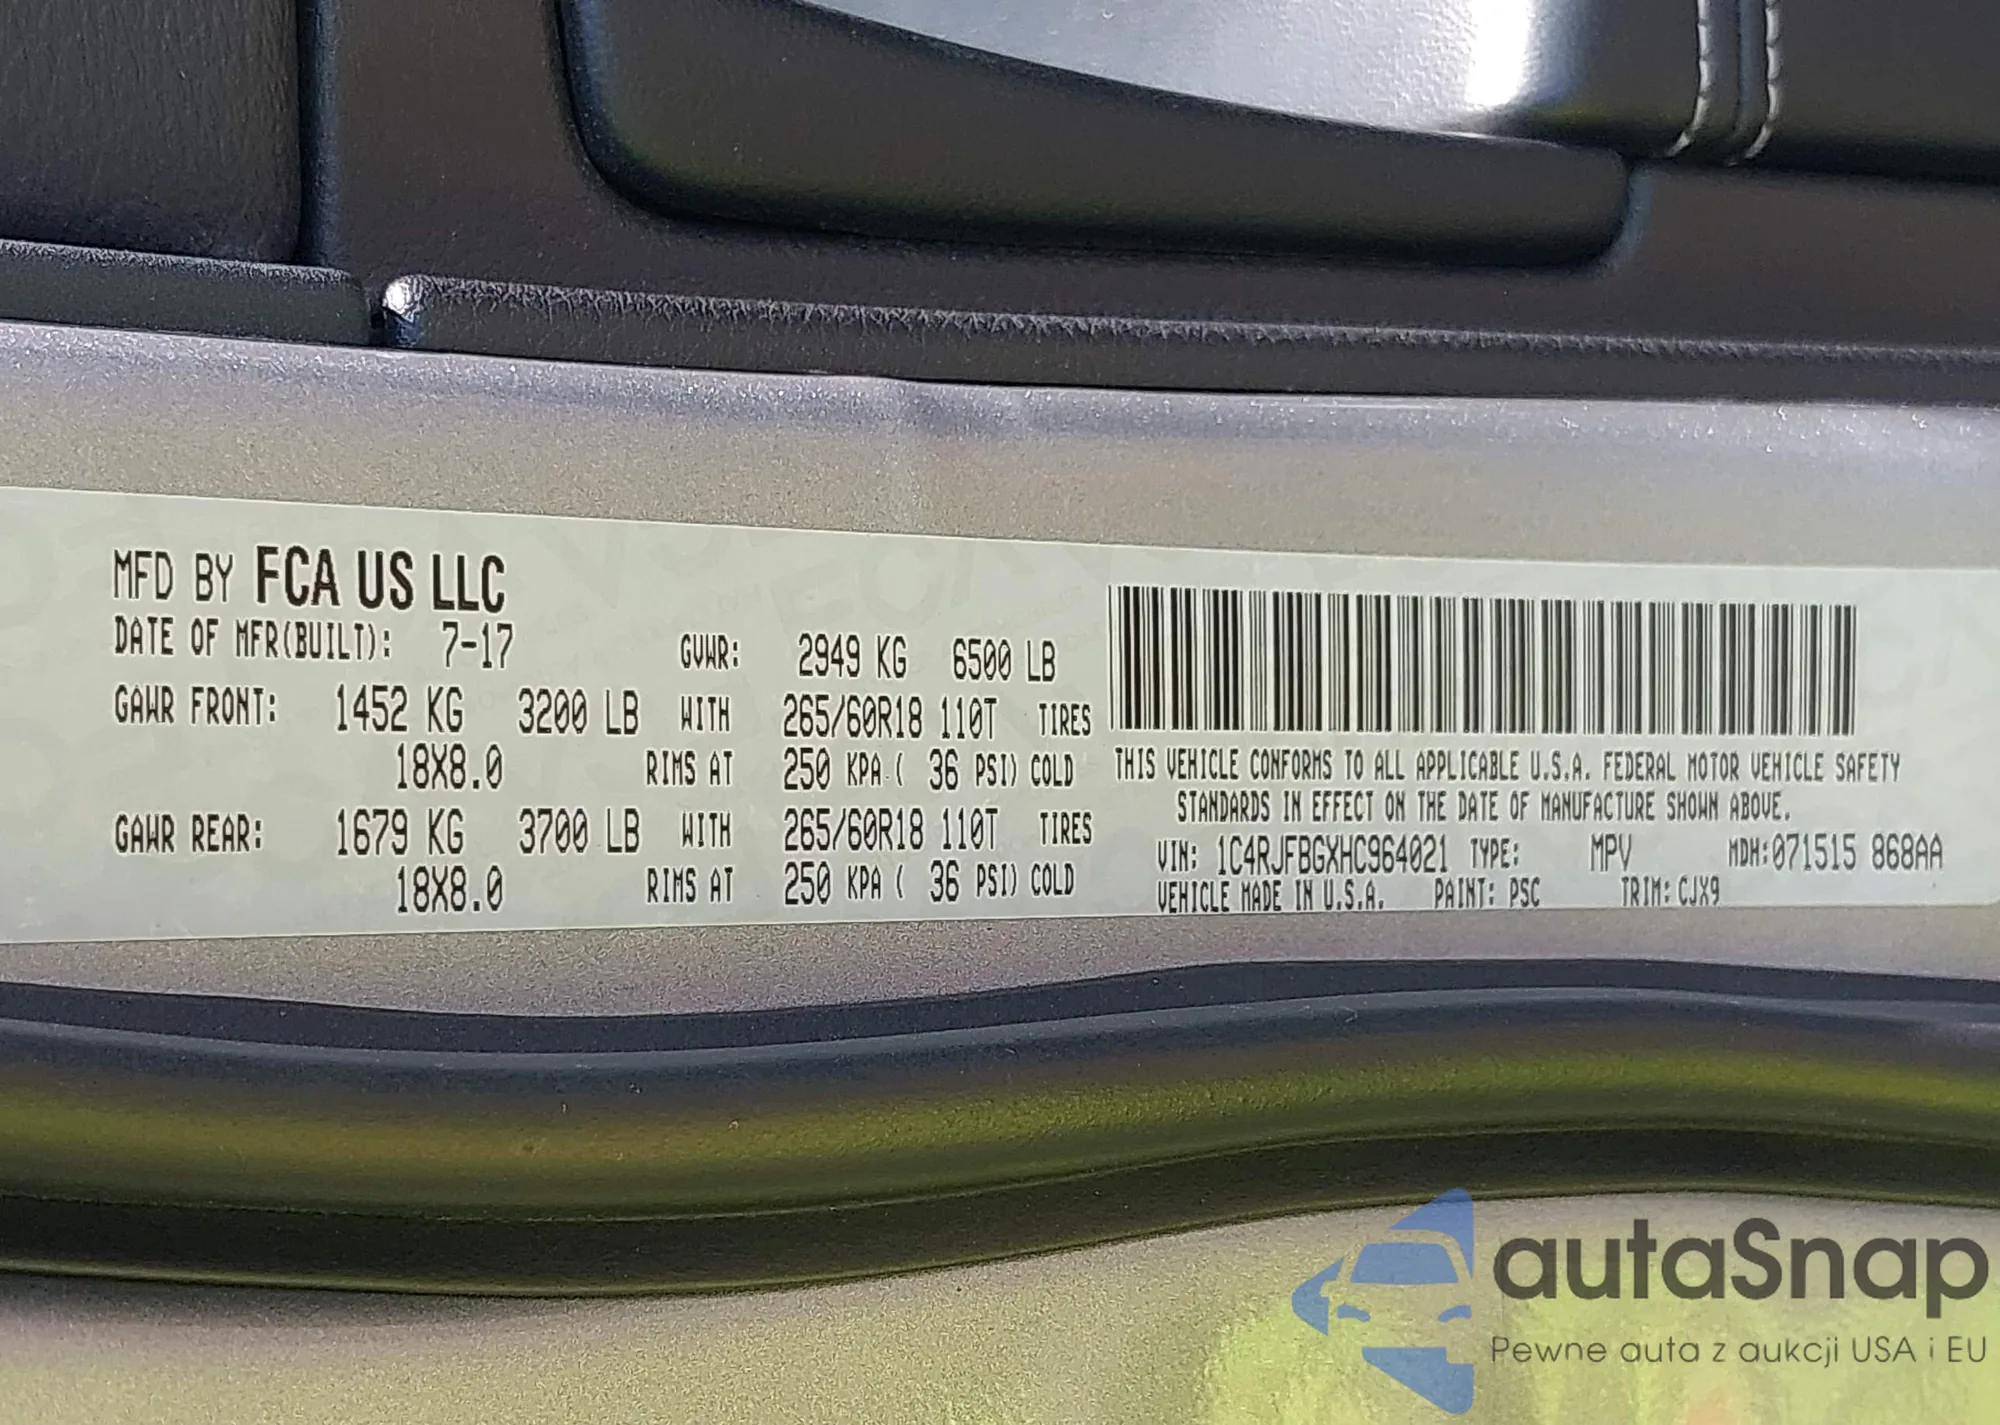 MFD BY FCA US LLC
DATE OF MFR(BUILT): 7-17 GVWR: 2949 KG 6500 LB
GAWR FRONT: 1452 KG 3200 LB WITH 265/60R18 110T TIRES
18X8.0 RIMS AT 250 KPA ( 36 PSI) COLD
GAWR REAR: 1679 KG 3700 LB WITH 265/60R18 110T TIRES
18X8.0 RIMS AT 250 KPA ( 36 PSI) COLD
THIS VEHICLE CONFORMS TO ALL APPLICABLE U.S.A. FEDERAL MOTOR VEHICLE SAFETY
STANDARDS IN EFFECT ON THE DATE OF MANUFACTURE SHOWN ABOVE.
VIN: 1C4RJFBGXHC964021 TYPE: MPV MDH:071515 868AA
VEHICLE MADE IN U.S.A. PAINT: PSC TRIM: CJX9
autaSnap
Pewne auta z aukcji USA i EU